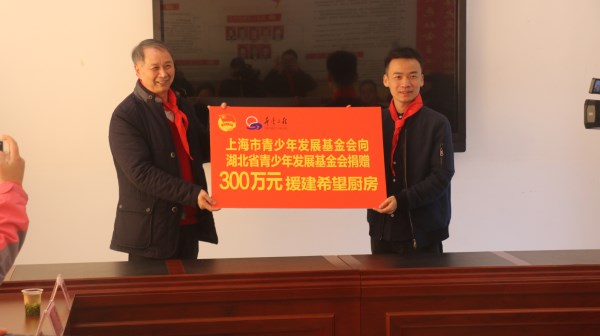 上海市青少年发展基金会向
湖北省青少年发展基金会捐赠
300万元 援建希望厨房